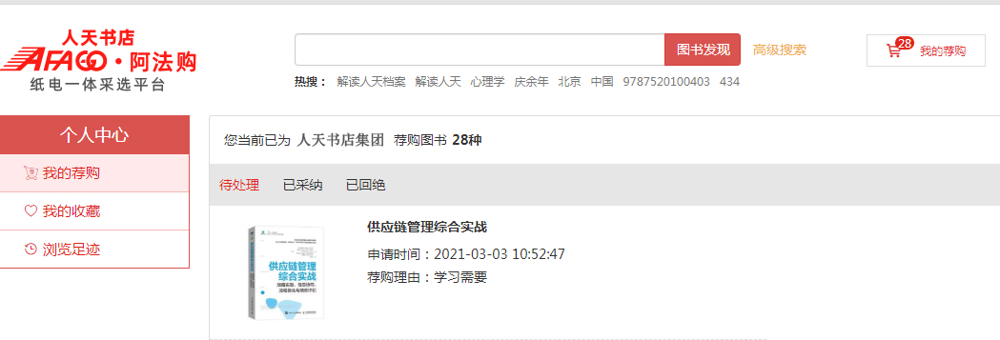 人天书店
AFAGO·阿法购
纸电一体采选平台
图书发现
高级搜索
28
我的荐购
热搜： 解读人天档案 解读人天 心理学 庆余年 北京 中国 9787520100403 434
个人中心
我的荐购
我的收藏
浏览足迹
您当前已为 人天书店集团 荐购图书 28种
待处理 已采纳 已回绝
供应链管理
综合实战
供应链管理综合实战
申请时间：2021-03-03 10:52:47
荐购理由：学习需要